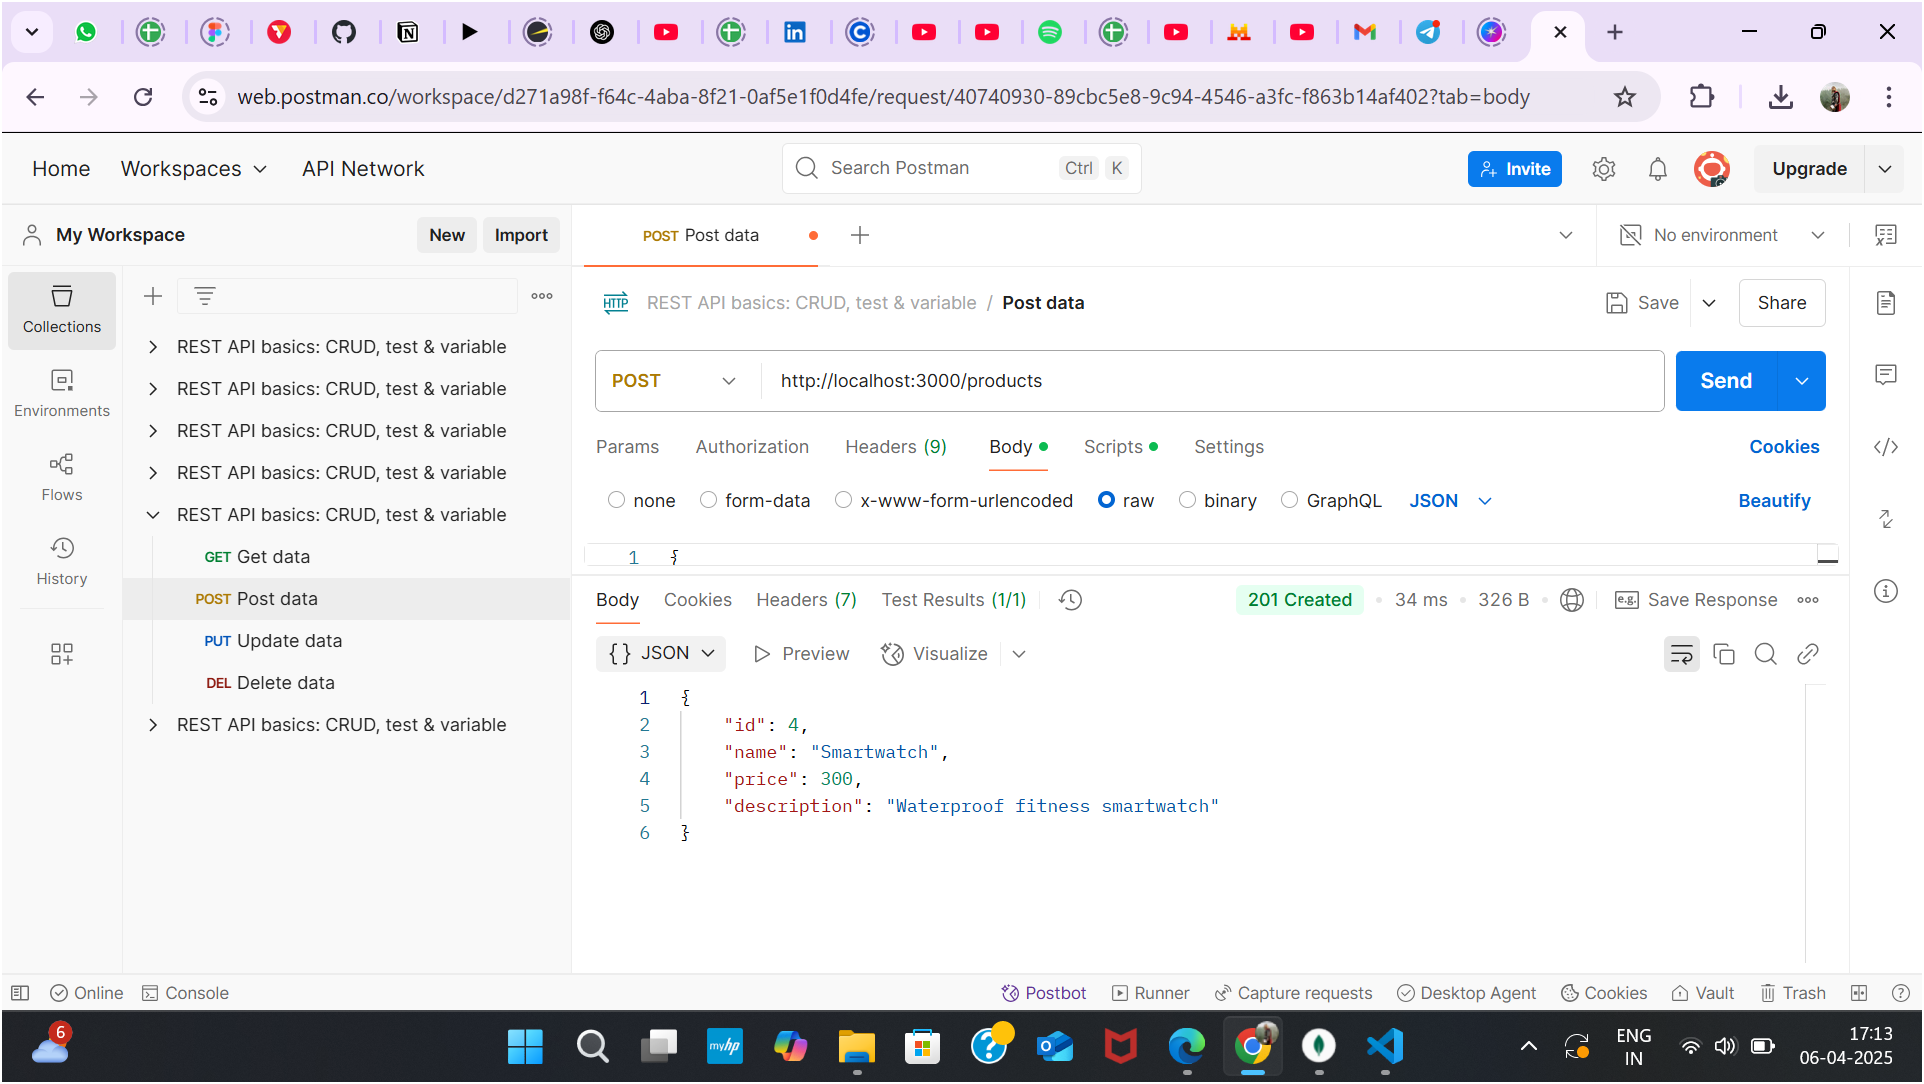 web.postman.co/workspace/d271a98f-f64c-4aba-8f21-0af5e1f0d4fe/request/40740930-89cbc5e8-9c94-4546-a3fc-f863b14af402?tab=body
Home Workspaces API Network Search Postman Ctrl K Invite Upgrade
My Workspace New Import POST Post data No environment
Collections
Environments
Flows
History
REST API basics: CRUD, test & variable
REST API basics: CRUD, test & variable
REST API basics: CRUD, test & variable
REST API basics: CRUD, test & variable
REST API basics: CRUD, test & variable
GET Get data
POST Post data
PUT Update data
DEL Delete data
REST API basics: CRUD, test & variable
HTTP REST API basics: CRUD, test & variable / Post data Save Share
POST http://localhost:3000/products Send
Params Authorization Headers (9) Body Scripts Settings Cookies
none form-data x-www-form-urlencoded raw binary GraphQL JSON Beautify
1 {
Body Cookies Headers (7) Test Results (1/1) 201 Created 34 ms 326 B e.g. Save Response
{} JSON Preview Visualize
1 {
2 "id": 4,
3 "name": "Smartwatch",
4 "price": 300,
5 "description": "Waterproof fitness smartwatch"
6 }
Online Console Postbot Runner Capture requests Desktop Agent Cookies Vault Trash
6 myhp ENG 17:13
IN 06-04-2025